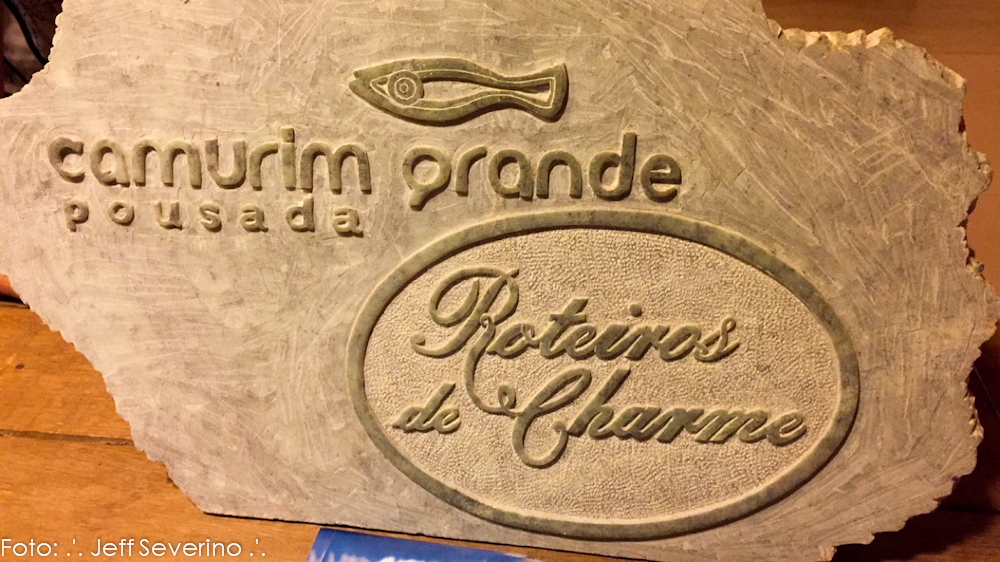 camurim grande
pousada
Roteiros
de Charme
Foto: .'. Jeff Severino .'.